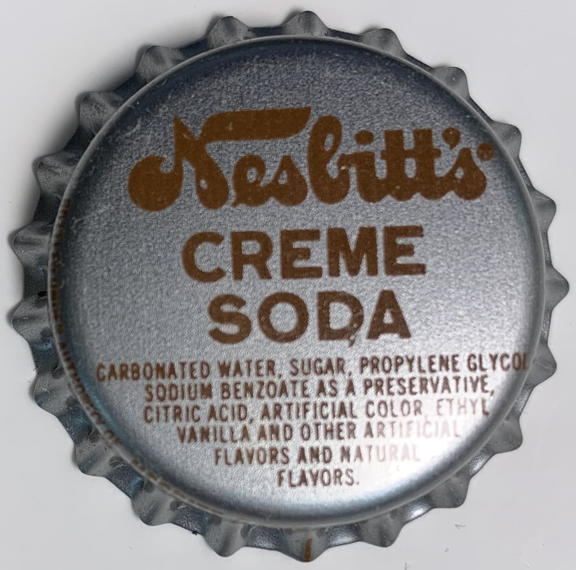 Nesbitt's
CREME
SODA
CARBONATED WATER, SUGAR, PROPYLENE GLYCOL
SODIUM BENZOATE AS A PRESERVATIVE,
CITRIC ACID, ARTIFICIAL COLOR, ETHYL
VANILLA AND OTHER ARTIFICIAL
FLAVORS AND NATURAL
FLAVORS.